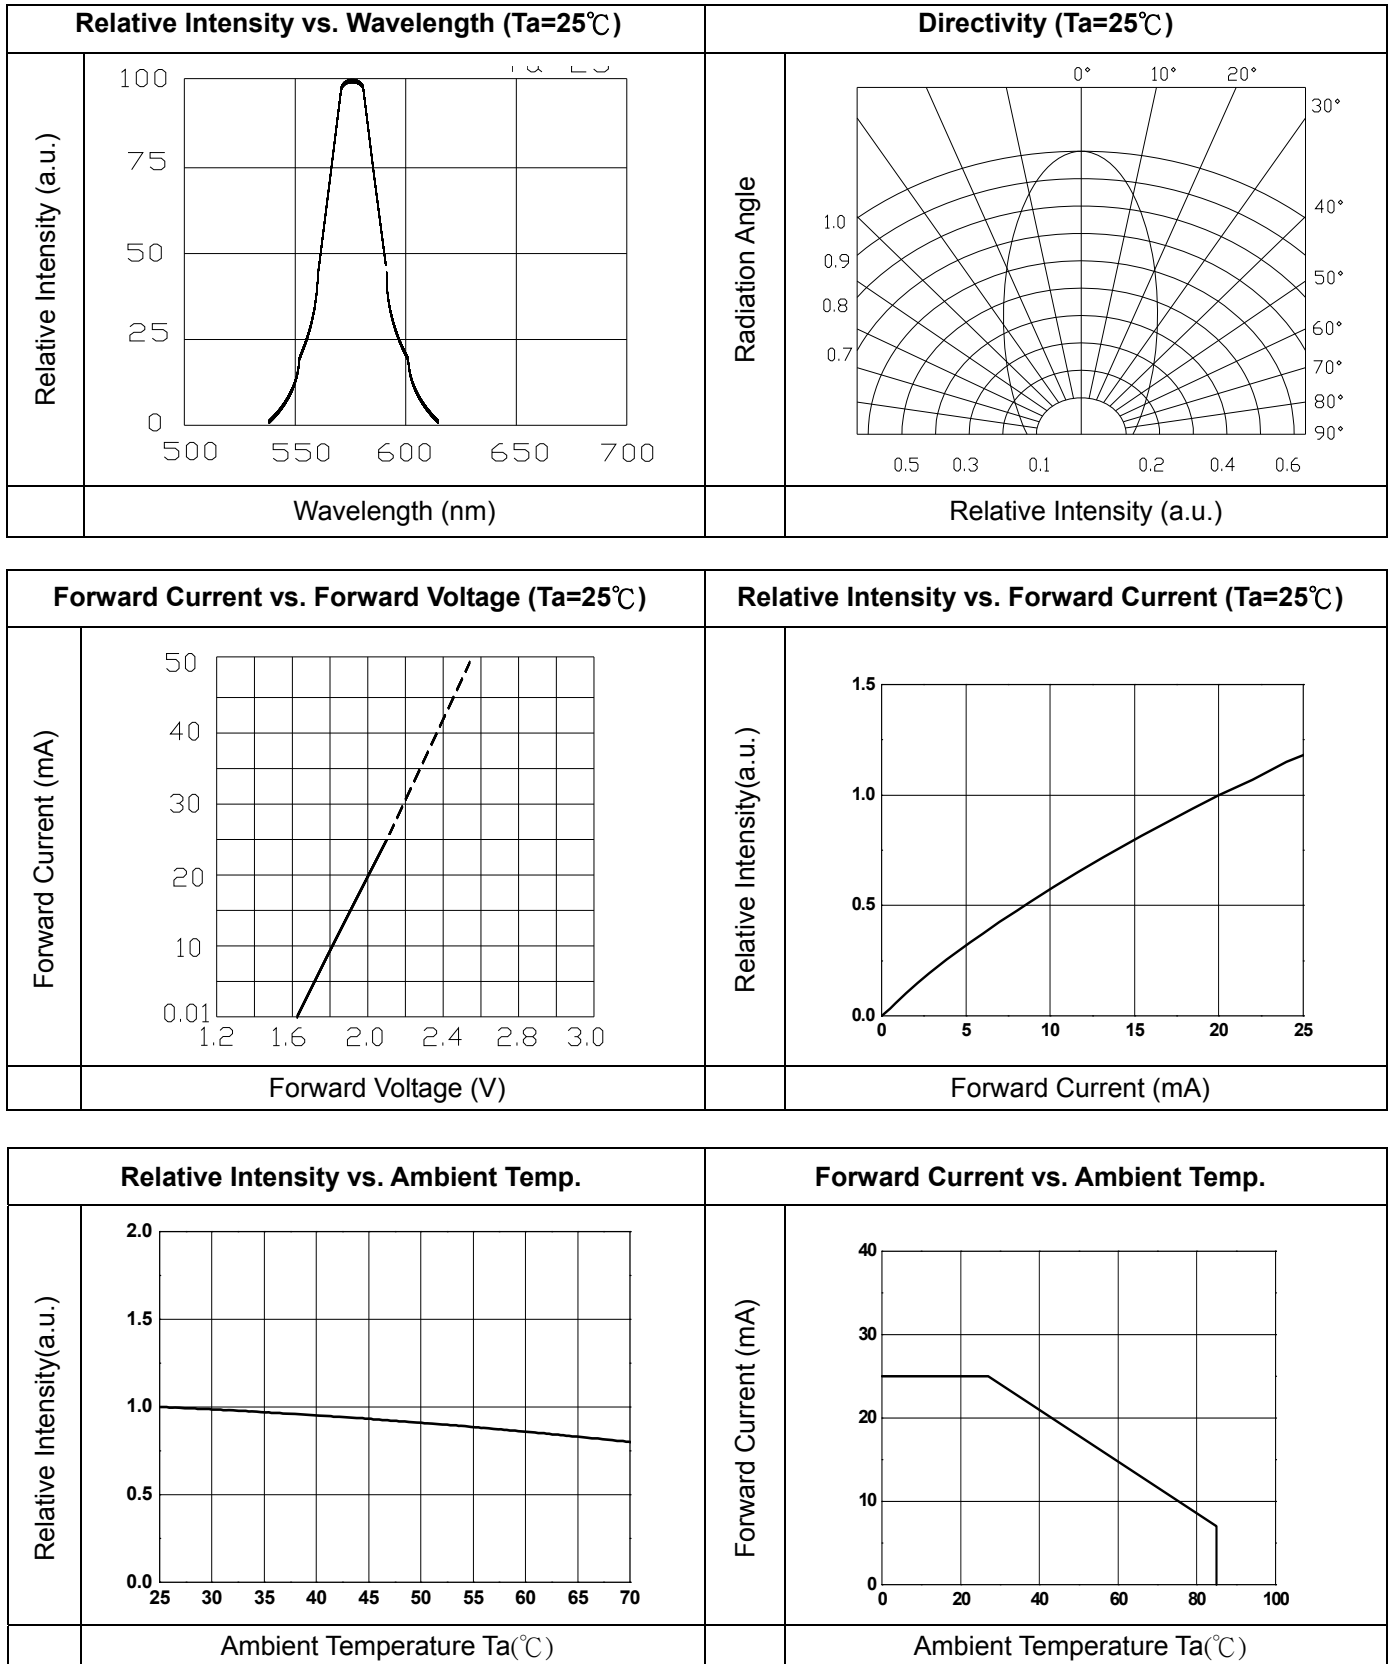 Relative Intensity vs. Wavelength (Ta=25℃)
Directivity (Ta=25℃)
Relative Intensity (a.u.)
100
75
50
25
0
500 550 600 650 700
Wavelength (nm)
Radiation Angle
0° 10° 20°
30°
40°
50°
60°
70°
80°
90°
1.0
0.9
0.8
0.7
0.5 0.3 0.1 0.2 0.4 0.6
Relative Intensity (a.u.)
Forward Current vs. Forward Voltage (Ta=25℃)
Relative Intensity vs. Forward Current (Ta=25℃)
Forward Current (mA)
50
40
30
20
10
0.01
1.2 1.6 2.0 2.4 2.8 3.0
Forward Voltage (V)
Relative Intensity(a.u.)
1.5
1.0
0.5
0.0
0 5 10 15 20 25
Forward Current (mA)
Relative Intensity vs. Ambient Temp.
Forward Current vs. Ambient Temp.
Relative Intensity(a.u.)
2.0
1.5
1.0
0.5
0.0
25 30 35 40 45 50 55 60 65 70
Ambient Temperature Ta(℃)
Forward Current (mA)
40
30
20
10
0
0 20 40 60 80 100
Ambient Temperature Ta(℃)